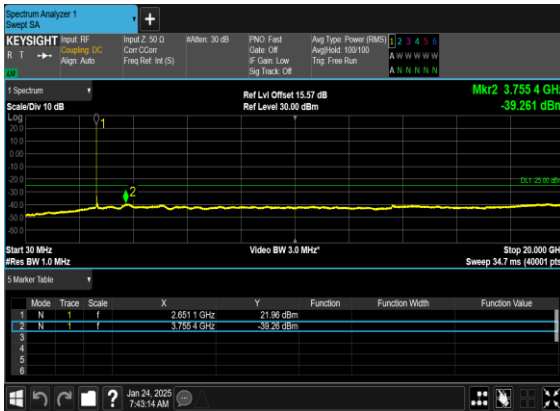 Spectrum Analyzer 1
Swept SA
+
KEYSIGHT Input: RF Input Z: 50 Ω #Atten: 30 dB PNO: Fast Avg Type: Power (RMS) 1 2 3 4 5 6
R T Coupling: DC Corr CCorr Gate: Off Avg|Hold: 100/100 A W W W W W
Align: Auto Freq Ref: Int (S) IF Gain: Low Trig: Free Run
LXI Sig Track: Off A N N N N N
1 Spectrum Ref Lvl Offset 15.57 dB Mkr2 3.755 4 GHz
Scale/Div 10 dB Ref Level 30.00 dBm -39.261 dBm
Log
1
20.0
10.0
0.00
-10.0
-20.0
DL1 -25.00 dBm
-30.0
2
-40.0
-50.0
-60.0
Start 30 MHz Video BW 3.0 MHz* Stop 20.000 GHz
#Res BW 1.0 MHz Sweep 34.7 ms (40001 pts)
5 Marker Table
Mode Trace Scale X Y Function Function Width Function Value
1 N 1 f 2.651 1 GHz 21.96 dBm
2 N 1 f 3.755 4 GHz -39.26 dBm
3
4
5
6
? Jan 24, 2025
7:43:14 AM